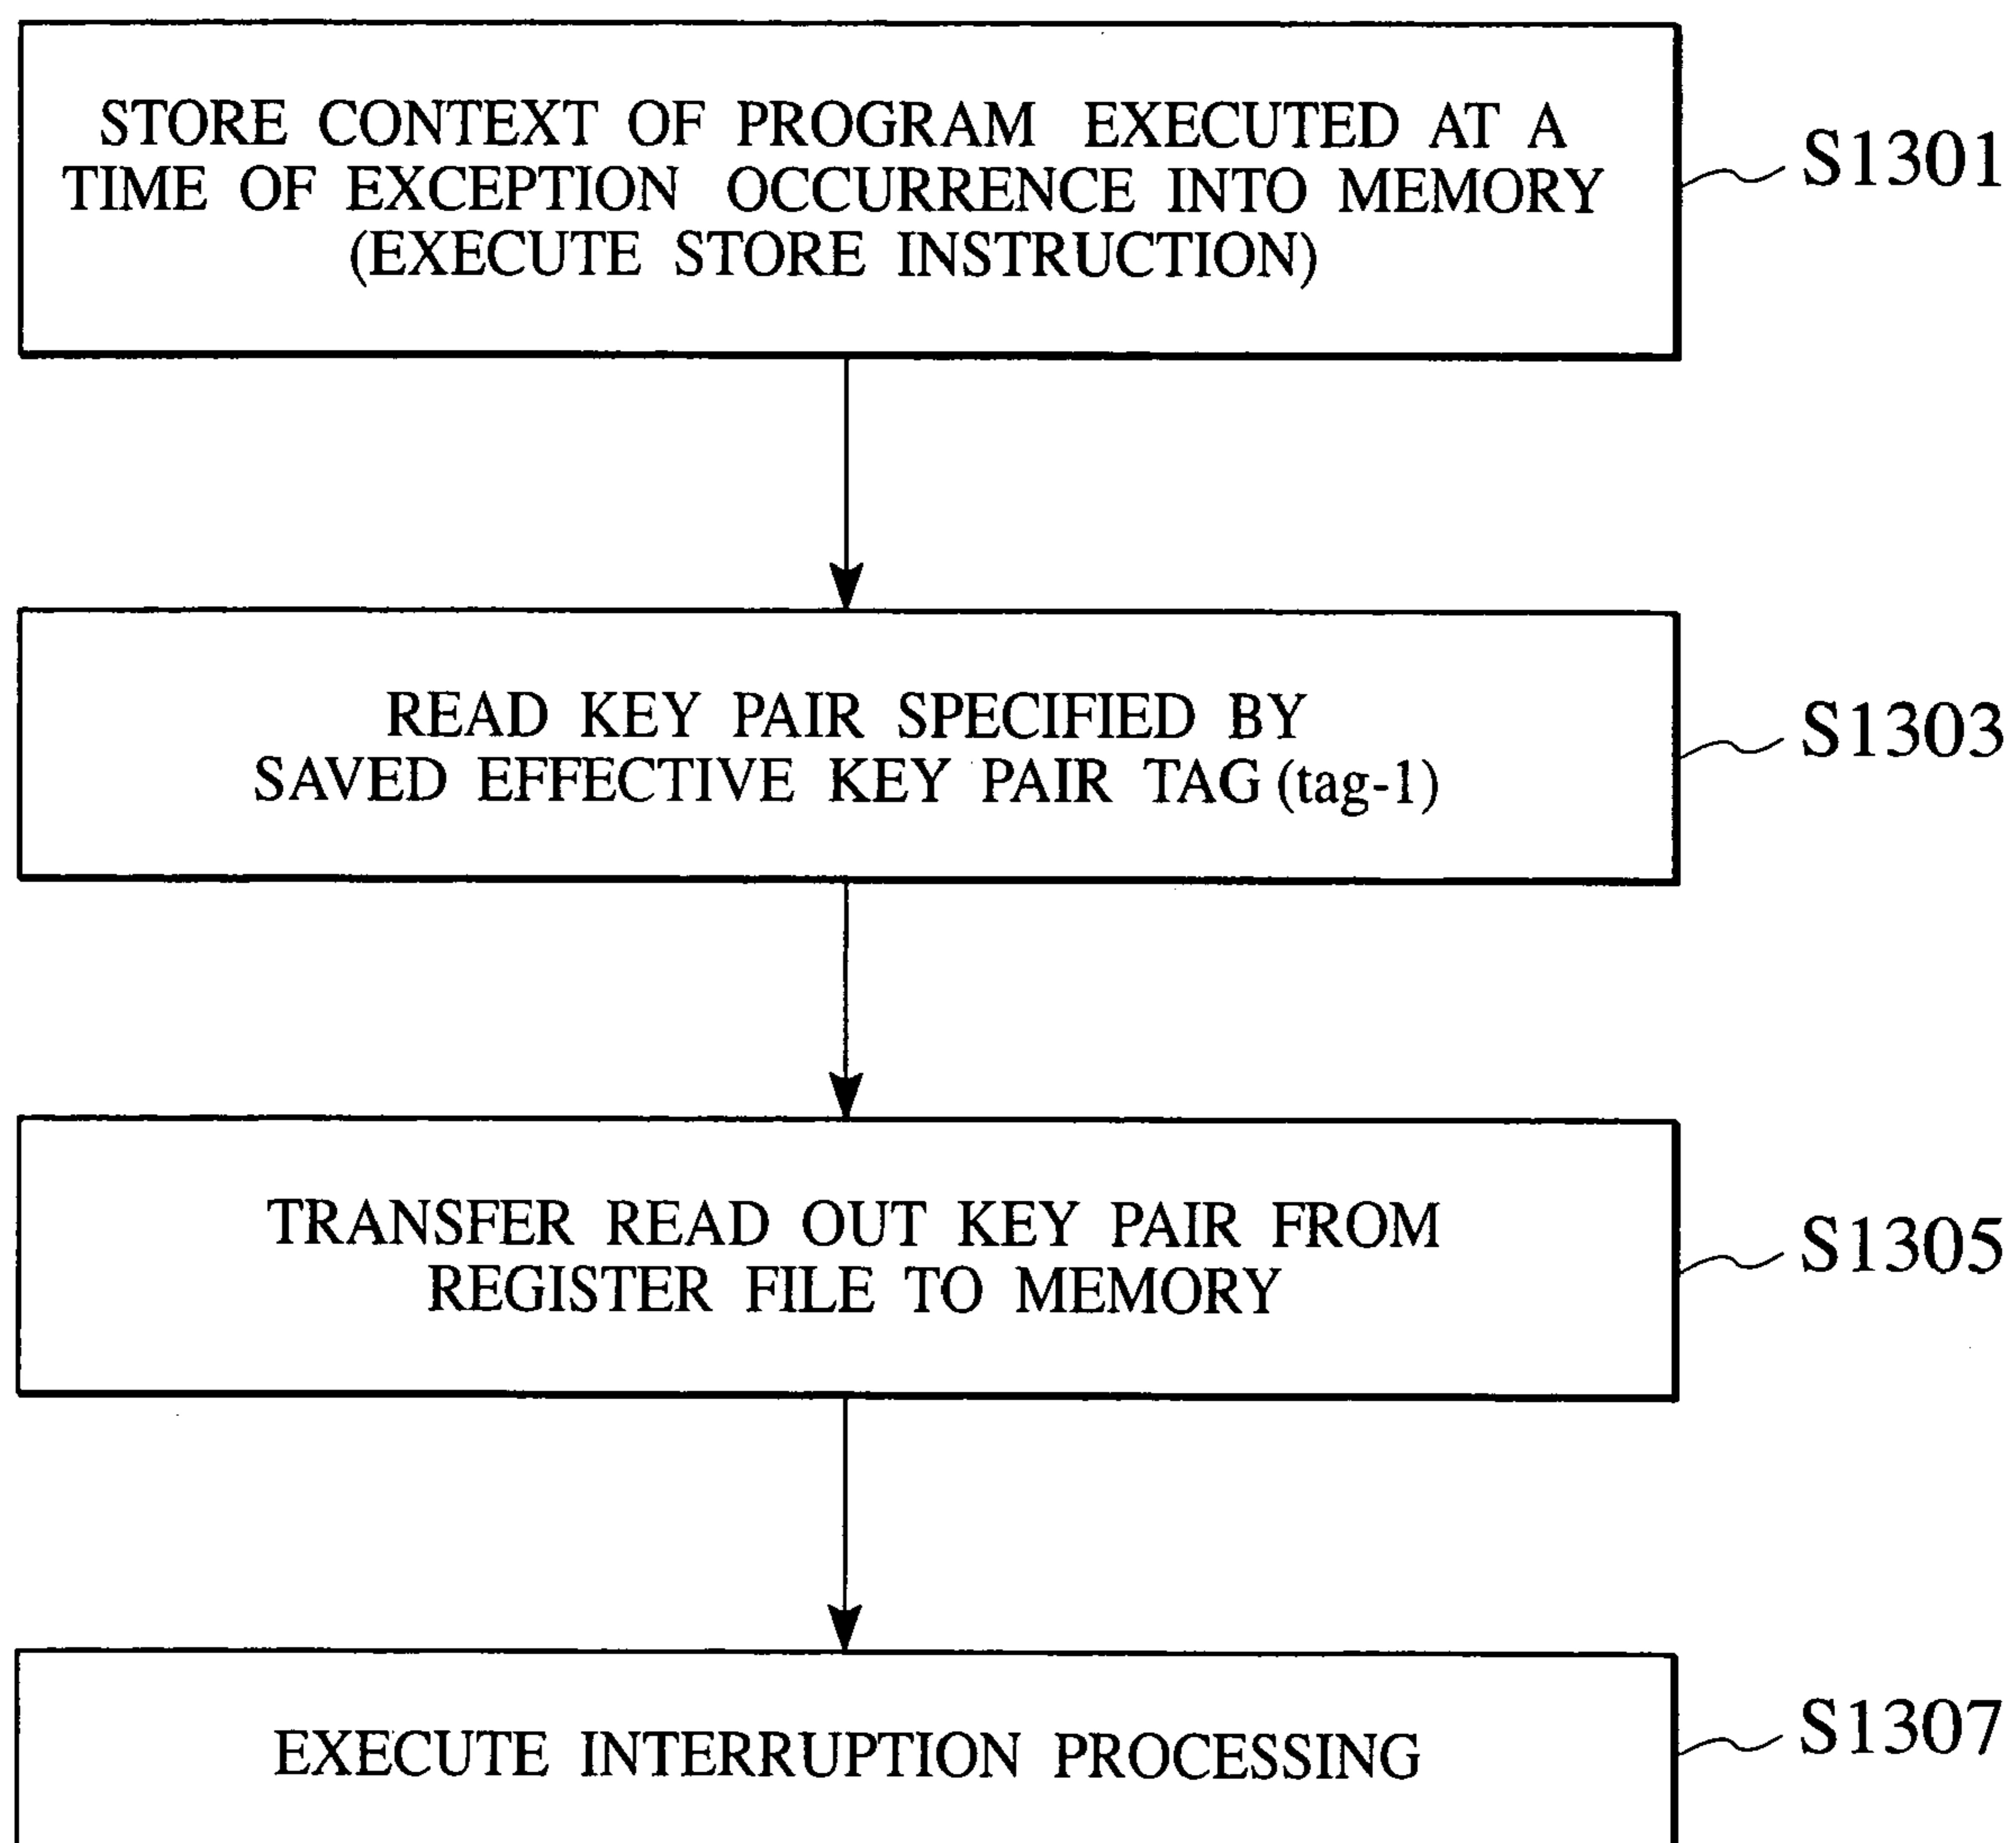 STORE CONTEXT OF PROGRAM EXECUTED AT A
TIME OF EXCEPTION OCCURRENCE INTO MEMORY
(EXECUTE STORE INSTRUCTION)
S1301
READ KEY PAIR SPECIFIED BY
SAVED EFFECTIVE KEY PAIR TAG (tag-1)
S1303
TRANSFER READ OUT KEY PAIR FROM
REGISTER FILE TO MEMORY
S1305
EXECUTE INTERRUPTION PROCESSING
S1307